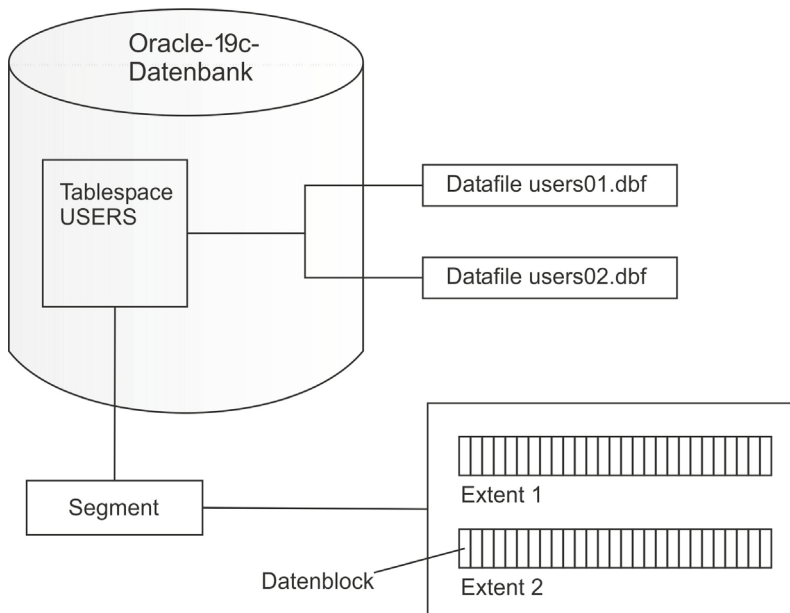 Oracle-19c-
Datenbank
Tablespace
USERS
Datafile users01.dbf
Datafile users02.dbf
Segment
Extent 1
Datenblock
Extent 2